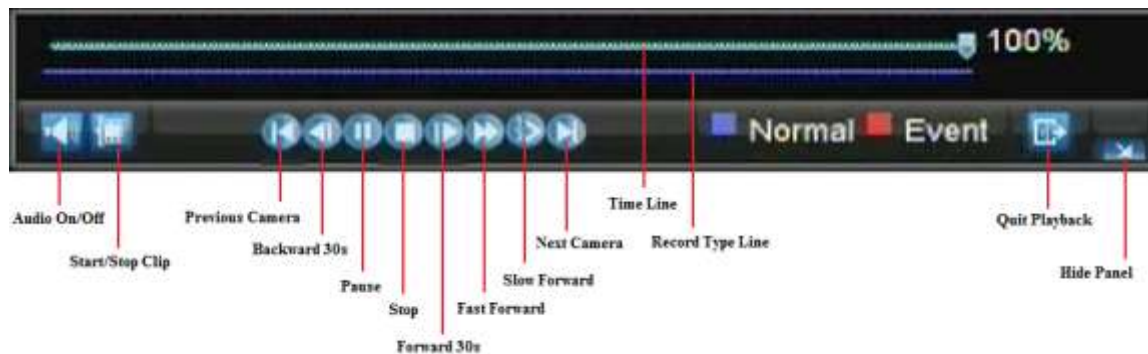 100%
Normal
Event
Audio On/Off
Start/Stop Clip
Previous Camera
Backward 30s
Pause
Stop
Forward 30s
Fast Forward
Slow Forward
Next Camera
Time Line
Record Type Line
Quit Playback
Hide Panel